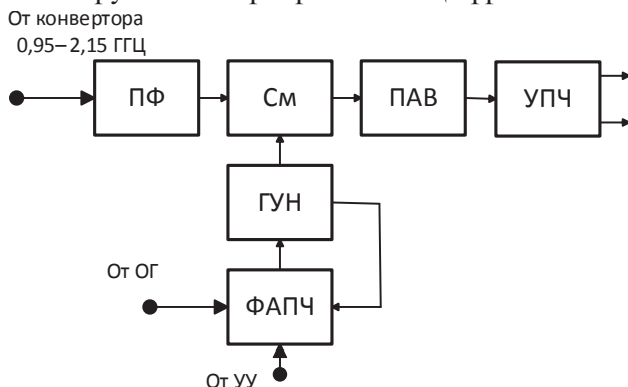 От конвертора
0,95–2,15 ГГЦ
ПФ
См
ПАВ
УПЧ
ГУН
От ОГ
ФАПЧ
От УУ